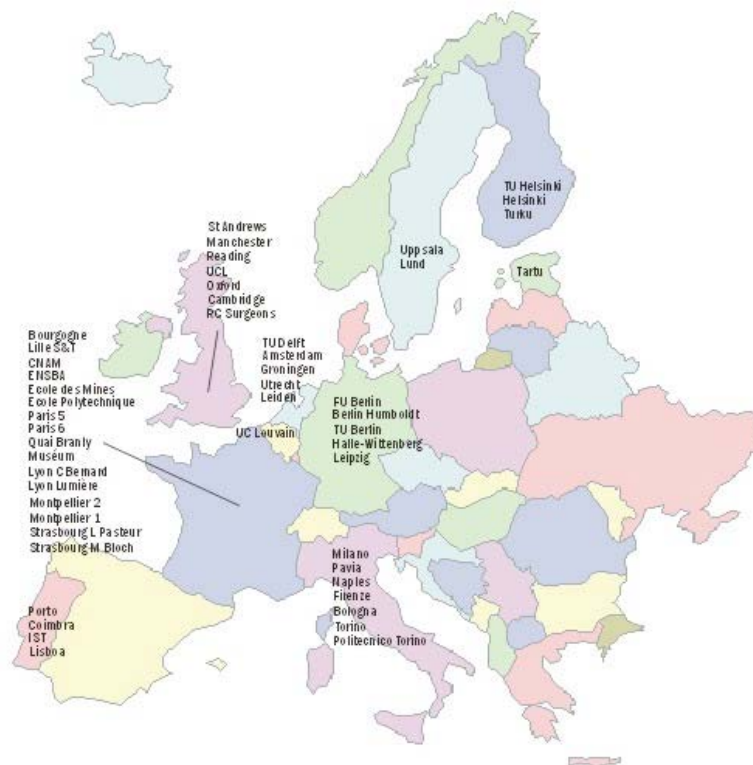 TU Helsinki
Helsinki
Turku
St Andrews
Manchester
Reading
UCL
Oxford
Cambridge
RC Surgeons
Uppsala
Lund
Tartu
Bourgogne
Lille S&T
CNAM
ENSBA
Ecole des Mines
Ecole Polytechnique
Paris 5
Paris 6
Quai Branly
Muséum
Lyon C Bernard
Lyon Lumière
Montpellier 2
Montpellier 1
Strasbourg L Pasteur
Strasbourg M Bloch
TU Delft
Amsterdam
Groningen
Utrecht
Leiden
UC Louvain
FU Berlin
Berlin Humboldt
TU Berlin
Halle-Wittenberg
Leipzig
Milano
Pavia
Naples
Firenze
Bologna
Torino
Politecnico Torino
Porto
Coimbra
IST
Lisboa